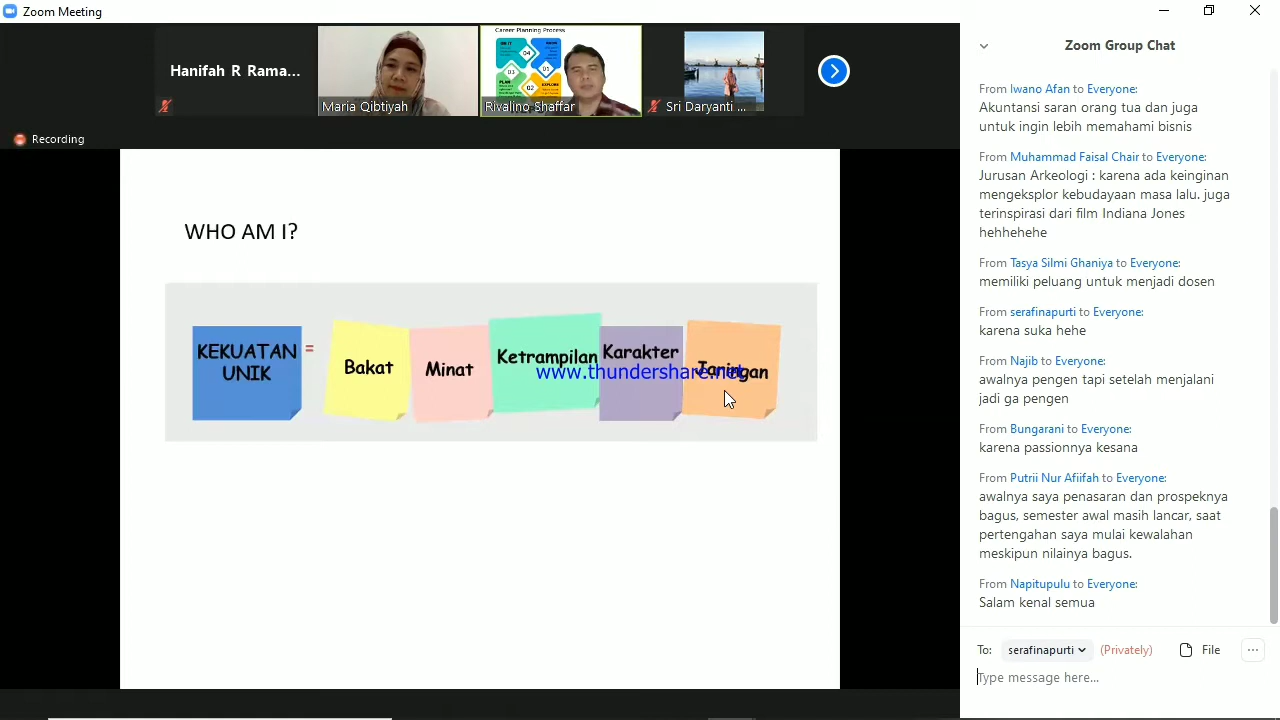 Zoom Meeting
Hanifah R Rama...
Maria Qibtiyah
Career Planning Process
04
03
01
02
PLAN
Rivalino Shaffar
Sri Daryanti ...
Recording
WHO AM I?
KEKUATAN
UNIK
=
Bakat
Minat
Ketrampilan
Karakter
Jaringan
www.thundershare.net
Zoom Group Chat
From Iwano Afan to Everyone:
Akuntansi saran orang tua dan juga
untuk ingin lebih memahami bisnis
From Muhammad Faisal Chair to Everyone:
Jurusan Arkeologi : karena ada keinginan
mengeksplor kebudayaan masa lalu. juga
terinspirasi dari film Indiana Jones
hehhehehe
From Tasya Silmi Ghaniya to Everyone:
memiliki peluang untuk menjadi dosen
From serafinapurti to Everyone:
karena suka hehe
From Najib to Everyone:
awalnya pengen tapi setelah menjalani
jadi ga pengen
From Bungarani to Everyone:
karena passionnya kesana
From Putrii Nur Afiifah to Everyone:
awalnya saya penasaran dan prospeknya
bagus, semester awal masih lancar, saat
pertengahan saya mulai kewalahan
meskipun nilainya bagus.
From Napitupulu to Everyone:
Salam kenal semua
To: serafinapurti (Privately) File ...
Type message here...